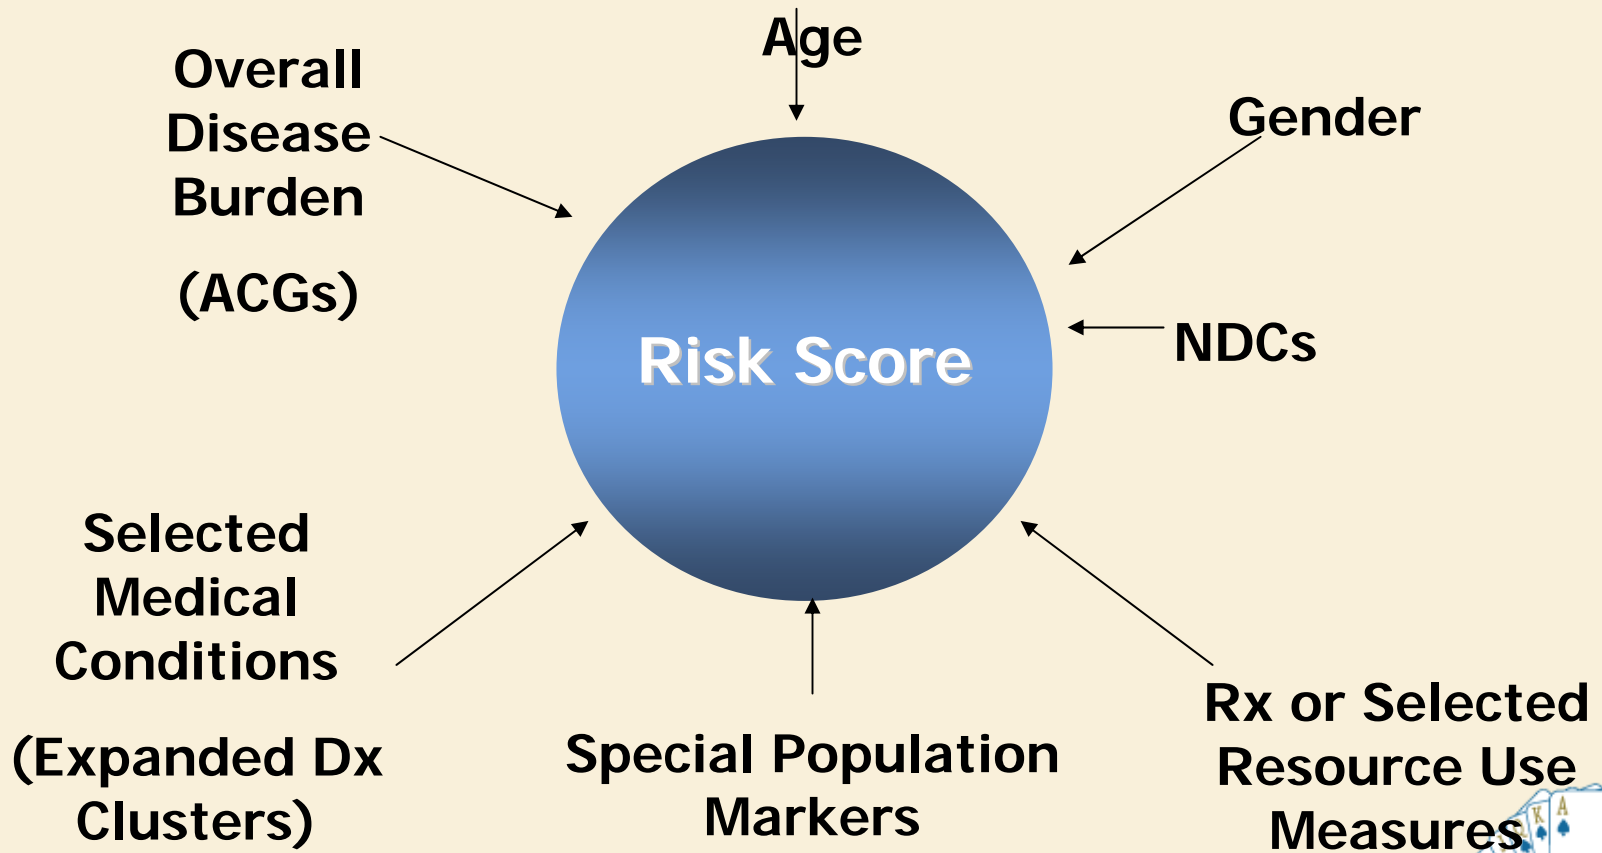 Age
Overall
Disease
Burden
(ACGs)
Gender
Risk Score
NDCs
Selected
Medical
Conditions
(Expanded Dx
Clusters)
Special Population
Markers
Rx or Selected
Resource Use
Measures
K
A